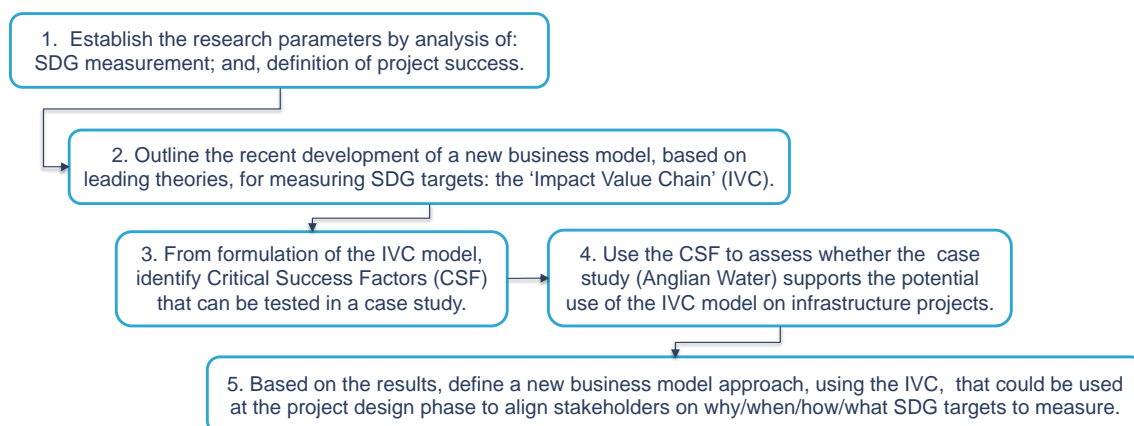 1. Establish the research parameters by analysis of:
SDG measurement; and, definition of project success.
2. Outline the recent development of a new business model, based on
leading theories, for measuring SDG targets: the ‘Impact Value Chain’ (IVC).
3. From formulation of the IVC model,
identify Critical Success Factors (CSF)
that can be tested in a case study.
4. Use the CSF to assess whether the case
study (Anglian Water) supports the potential
use of the IVC model on infrastructure projects.
5. Based on the results, define a new business model approach, using the IVC, that could be used
at the project design phase to align stakeholders on why/when/how/what SDG targets to measure.